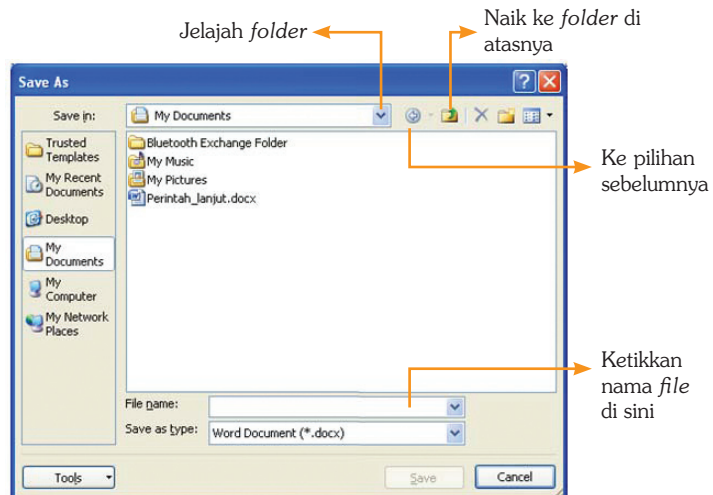 Jelajah folder
Naik ke folder di
atasnya
Save As
Save in:
My Documents
Trusted
Templates
My Recent
Documents
Desktop
My
Documents
My
Computer
My Network
Places
Bluetooth Exchange Folder
My Music
My Pictures
Perintah_lanjut.docx
Ke pilihan
sebelumnya
Ketikkan
nama file
di sini
File name:
Save as type:
Word Document (*.docx)
Tools
Save
Cancel